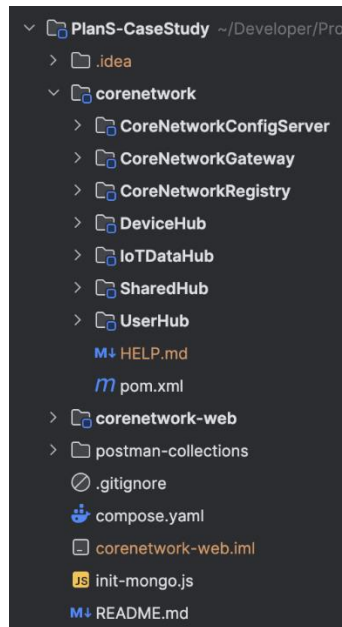 PlanS-CaseStudy ~/Developer/Pro
.idea
corenetwork
CoreNetworkConfigServer
CoreNetworkGateway
CoreNetworkRegistry
DeviceHub
IoTDataHub
SharedHub
UserHub
M↓ HELP.md
m pom.xml
corenetwork-web
postman-collections
.gitignore
compose.yaml
corenetwork-web.iml
JS init-mongo.js
M↓ README.md